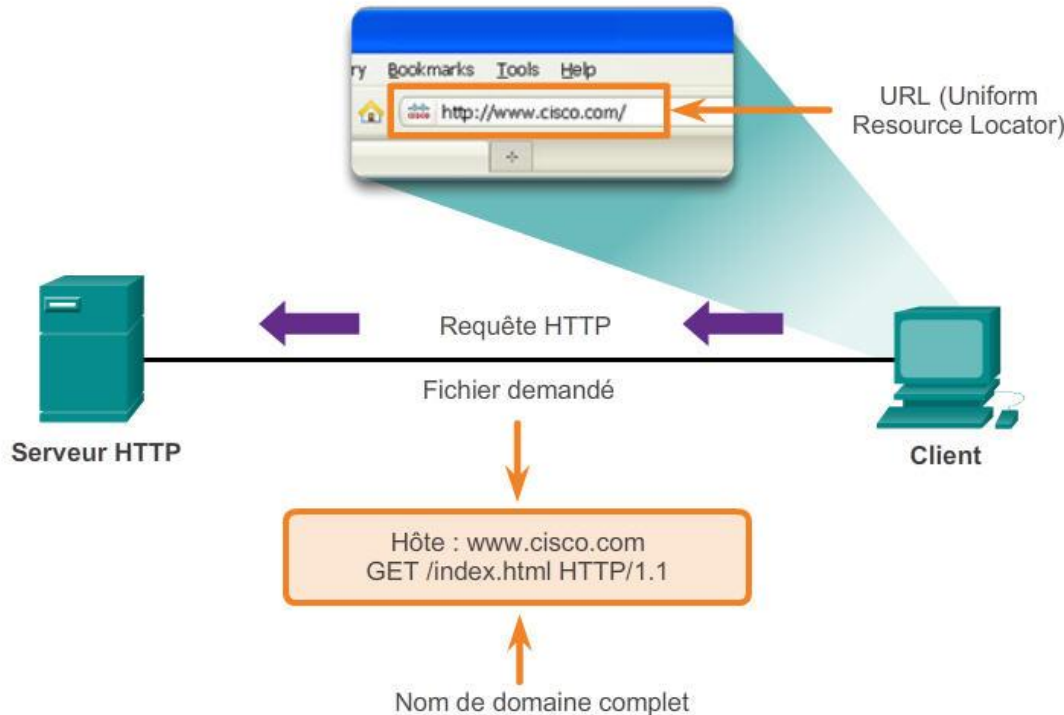 ry Bookmarks Tools Help
cisco http://www.cisco.com/
URL (Uniform
Resource Locator)
Requête HTTP
Fichier demandé
Serveur HTTP
Client
Hôte : www.cisco.com
GET /index.html HTTP/1.1
Nom de domaine complet